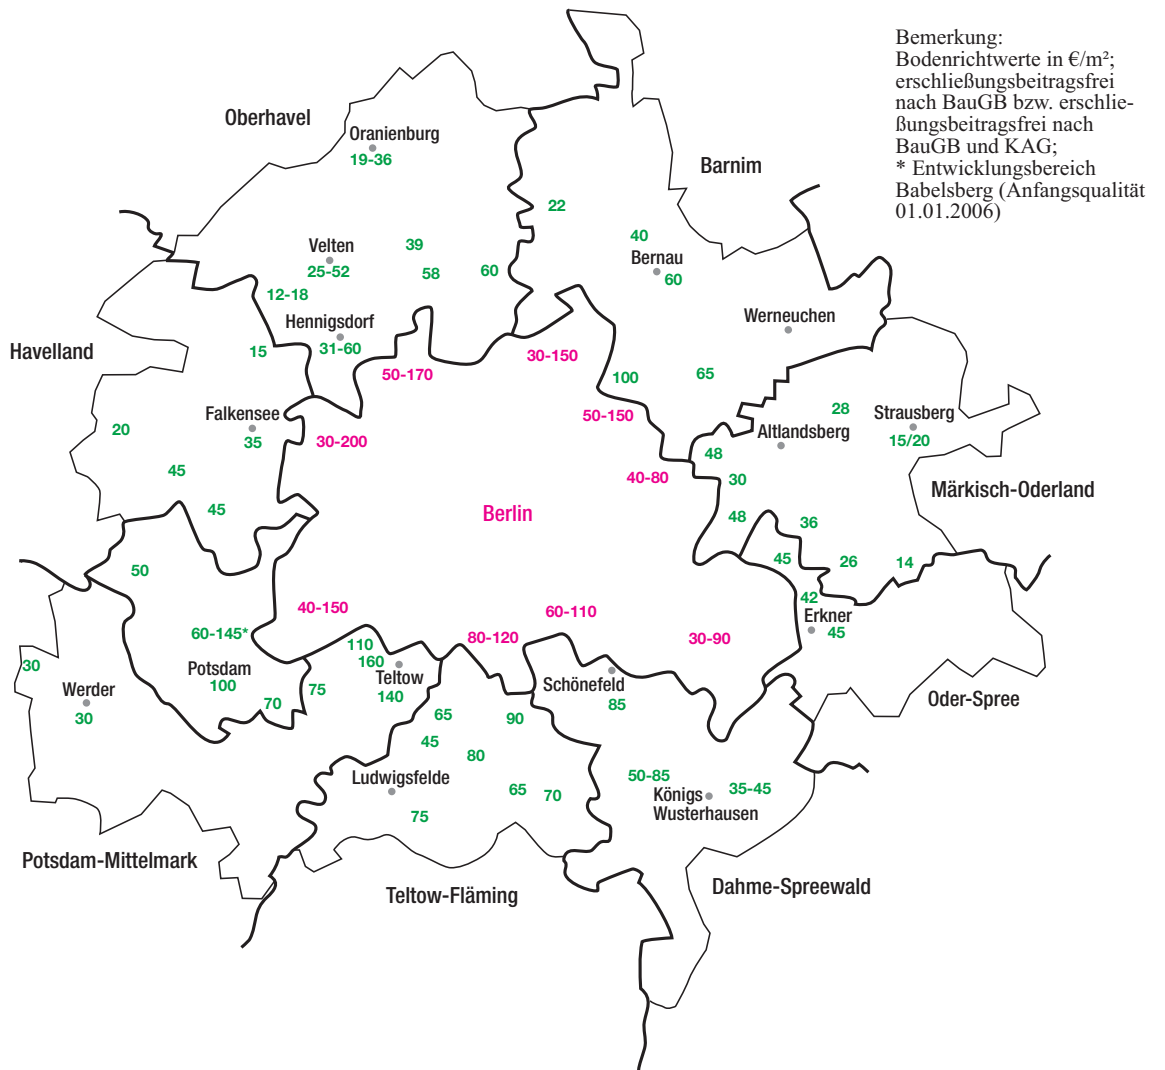 Bemerkung:
Bodenrichtwerte in €/m²;
erschließungsbeitragsfrei
nach BauGB bzw. erschlie-
ßungsbeitragsfrei nach
BauGB und KAG;
* Entwicklungsbereich
Babelsberg (Anfangsqualität
01.01.2006)
Oberhavel
Oranienburg
19-36
Barnim
22
40
Velten
39
Bernau
25-52
58
60
60
12-18
Hennigsdorf
Werneuchen
Havelland
15
31-60
30-150
50-170
100
65
Falkensee
50-150
28
Strausberg
20
35
30-200
Altlandsberg
15/20
48
45
40-80
30
Märkisch-Oderland
45
Berlin
48
36
50
45
26
14
40-150
60-110
42
Erkner
60-145*
110
80-120
30-90
45
30
Potsdam
160
Teltow
Schönefeld
Werder
100
75
140
Oder-Spree
30
70
65
90
85
45
80
Ludwigsfelde
50-85
35-45
65
70
Königs
Wusterhausen
75
Potsdam-Mittelmark
Teltow-Fläming
Dahme-Spreewald